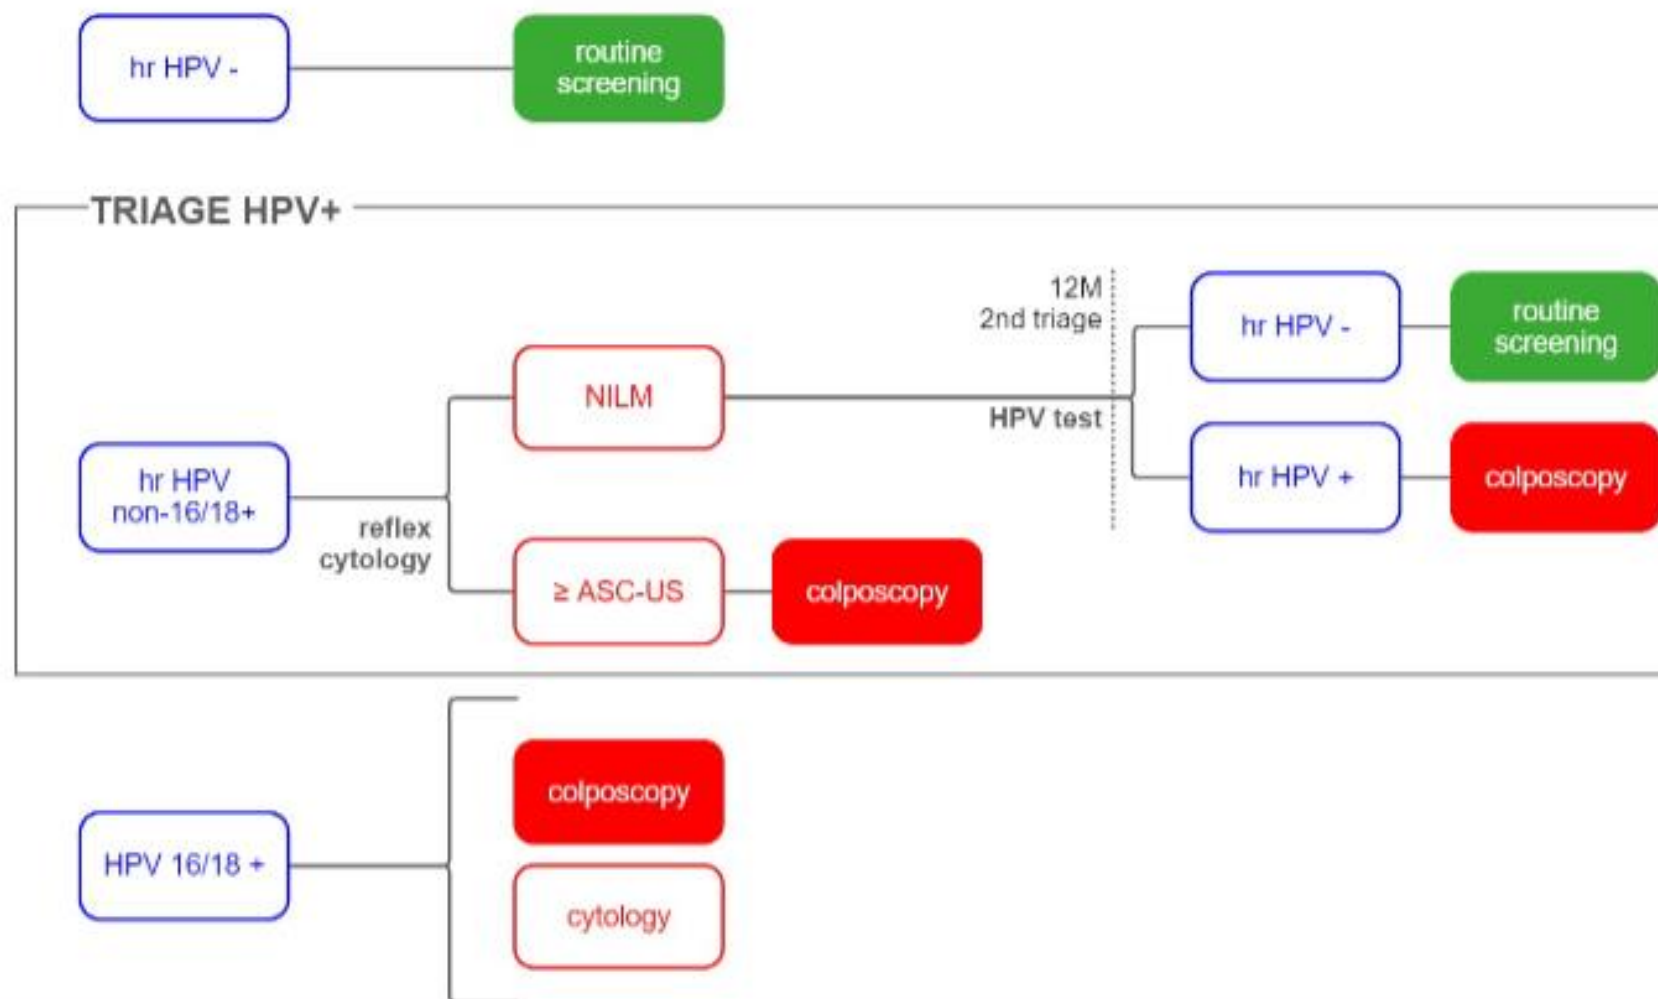 hr HPV -
routine
screening
TRIAGE HPV+
12M
2nd triage
HPV test
hr HPV -
routine
screening
NILM
hr HPV +
colposcopy
hr HPV
non-16/18+
reflex
cytology
≥ ASC-US
colposcopy
HPV 16/18 +
colposcopy
cytology